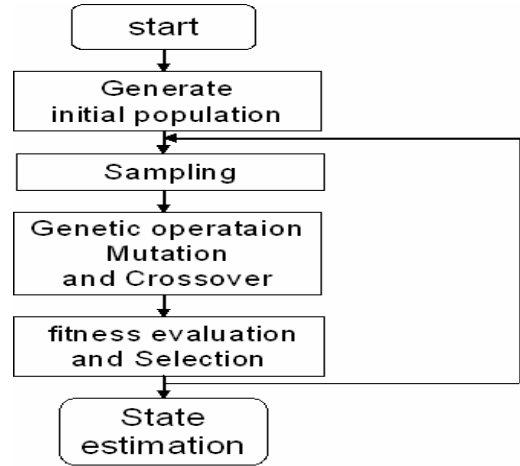 start
Generate
initial population
Sampling
Genetic operataion
Mutation
and Crossover
fitness evaluation
and Selection
State
estimation